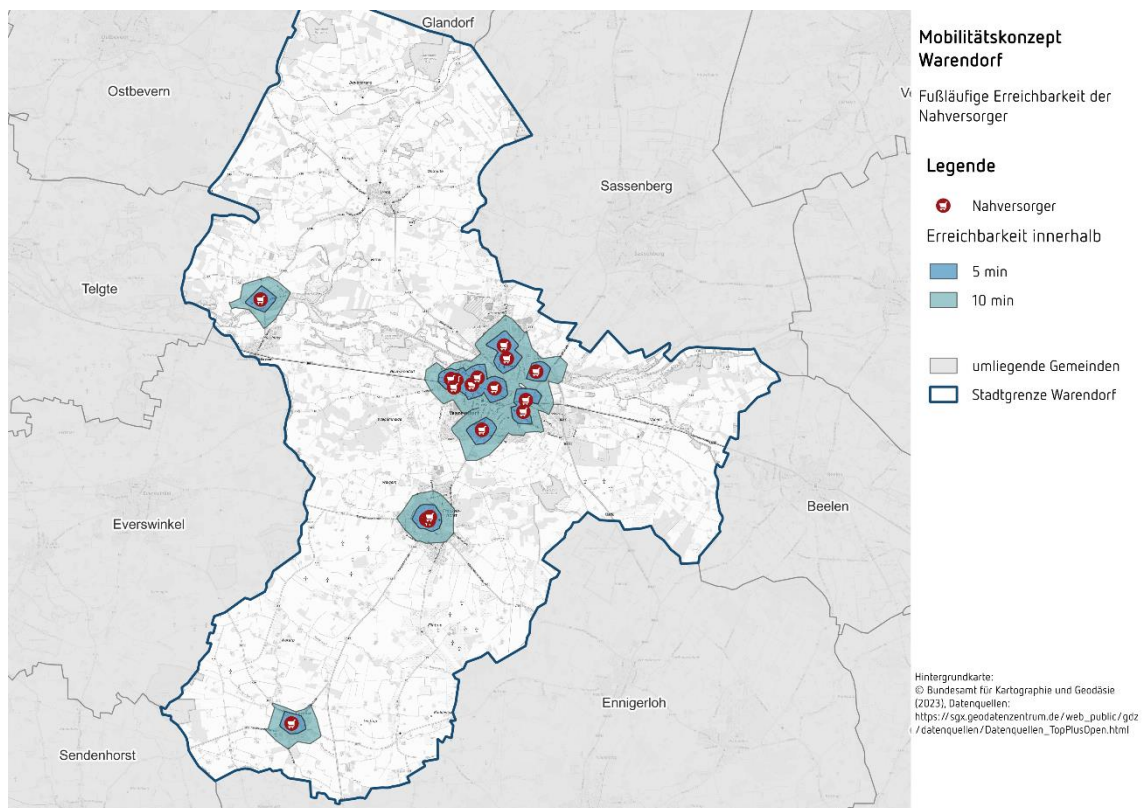 Glandorf
Ostbevern
Sassenberg
Telgte
Everswinkel
Beelen
Ennigerloh
Sendenhorst
Mobilitätskonzept
Warendorf
Fußläufige Erreichbarkeit der
Nahversorger
Legende
Nahversorger
Erreichbarkeit innerhalb
5 min
10 min
umliegende Gemeinden
Stadtgrenze Warendorf
Hintergrundkarte:
© Bundesamt für Kartographie und Geodäsie
(2023), Datenquellen:
https://sgx.geodatenzentrum.de/web_public/gdz
/datenquellen/Datenquellen_TopPlusOpen.html